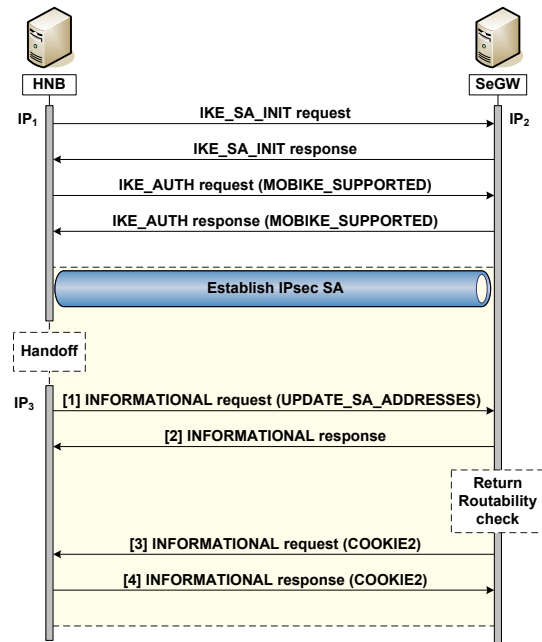 HNB
SeGW
IP₁
IKE_SA_INIT request
IP₂
IKE_SA_INIT response
IKE_AUTH request (MOBIKE_SUPPORTED)
IKE_AUTH response (MOBIKE_SUPPORTED)
Establish IPsec SA
Handoff
IP₃
[1] INFORMATIONAL request (UPDATE_SA_ADDRESSES)
[2] INFORMATIONAL response
Return
Routability
check
[3] INFORMATIONAL request (COOKIE2)
[4] INFORMATIONAL response (COOKIE2)